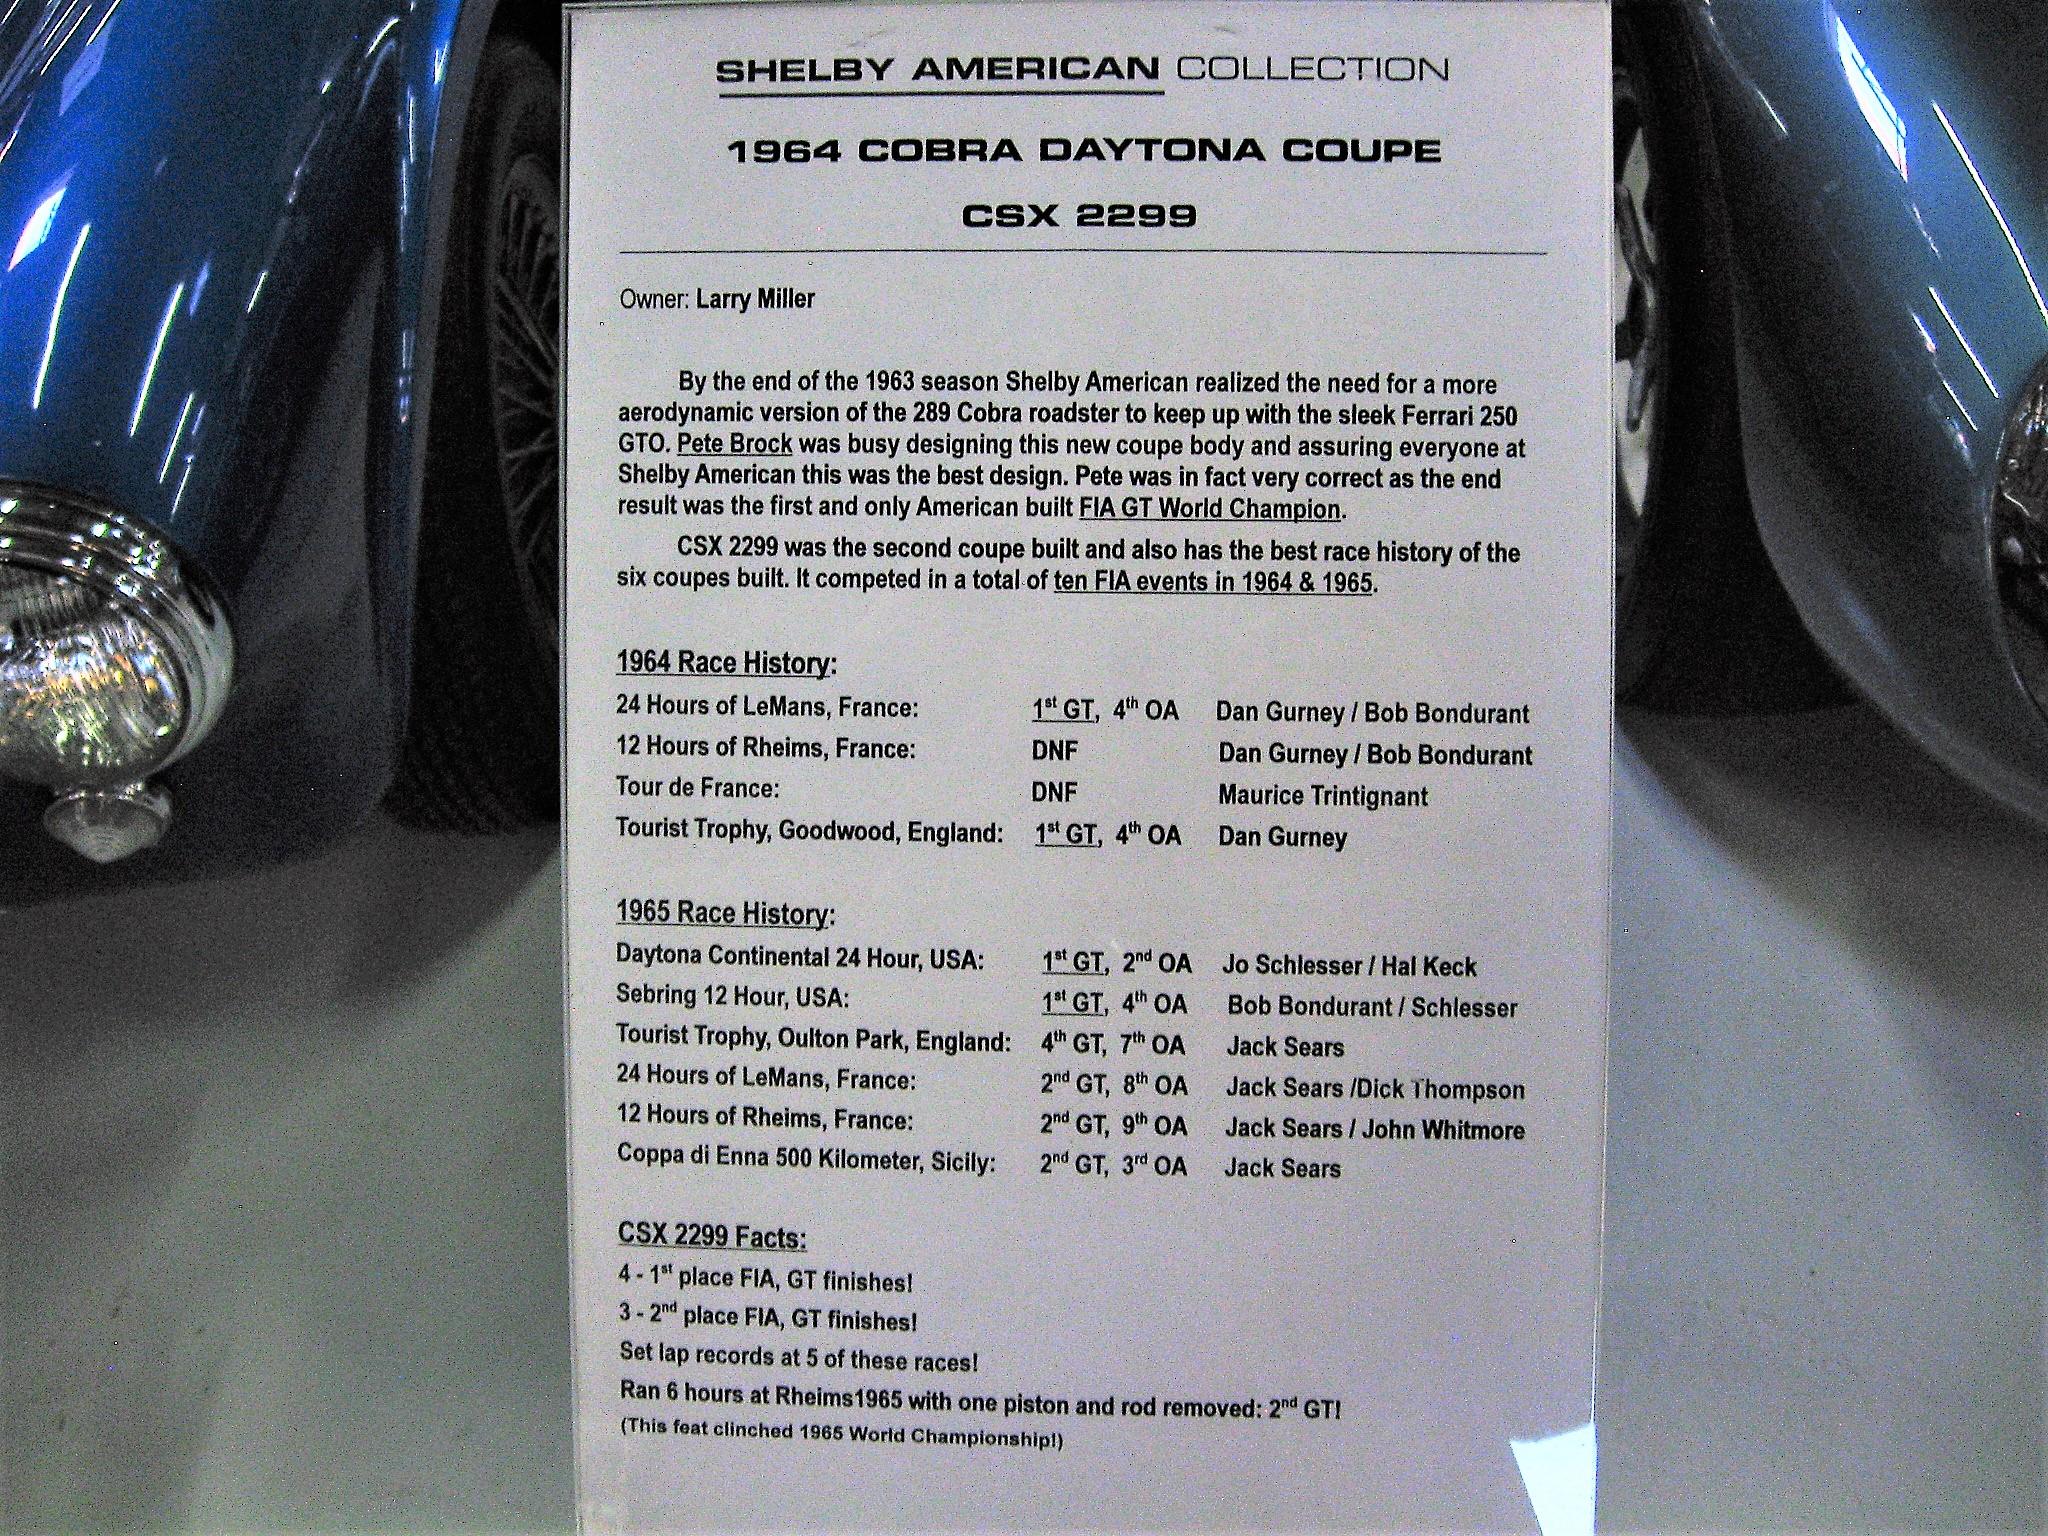 SHELBY AMERICAN COLLECTION
1964 COBRA DAYTONA COUPE
CSX 2299
Owner: Larry Miller
By the end of the 1963 season Shelby American realized the need for a more
aerodynamic version of the 289 Cobra roadster to keep up with the sleek Ferrari 250
GTO. Pete Brock was busy designing this new coupe body and assuring everyone at
Shelby American this was the best design. Pete was in fact very correct as the end
result was the first and only American built FIA GT World Champion.
CSX 2299 was the second coupe built and also has the best race history of the
six coupes built. It competed in a total of ten FIA events in 1964 & 1965.
1964 Race History:
24 Hours of LeMans, France: 1st GT, 4th OA Dan Gurney / Bob Bondurant
12 Hours of Rheims, France: DNF Dan Gurney / Bob Bondurant
Tour de France: DNF Maurice Trintignant
Tourist Trophy, Goodwood, England: 1st GT, 4th OA Dan Gurney
1965 Race History:
Daytona Continental 24 Hour, USA: 1st GT, 2nd OA Jo Schlesser / Hal Keck
Sebring 12 Hour, USA: 1st GT, 4th OA Bob Bondurant / Schlesser
Tourist Trophy, Oulton Park, England: 4th GT, 7th OA Jack Sears
24 Hours of LeMans, France: 2nd GT, 8th OA Jack Sears /Dick Thompson
12 Hours of Rheims, France: 2nd GT, 9th OA Jack Sears / John Whitmore
Coppa di Enna 500 Kilometer, Sicily: 2nd GT, 3rd OA Jack Sears
CSX 2299 Facts:
4 - 1st place FIA, GT finishes!
3 - 2nd place FIA, GT finishes!
Set lap records at 5 of these races!
Ran 6 hours at Rheims1965 with one piston and rod removed: 2nd GT!
(This feat clinched 1965 World Championship!)